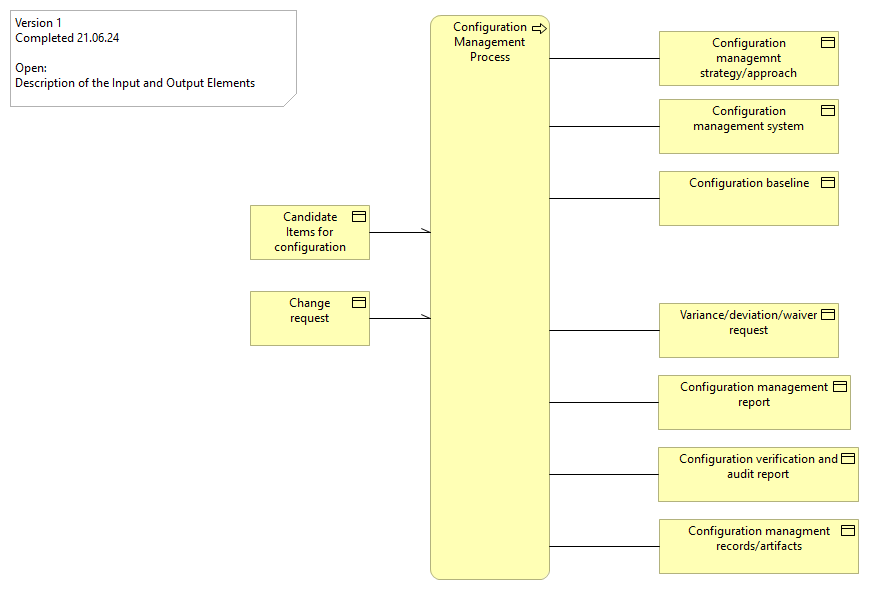 Version 1
Completed 21.06.24
Open:
Description of the Input and Output Elements
Configuration
Management
Process
Configuration
managemnt
strategy/approach
Configuration
management system
Configuration baseline
Candidate
Items for
configuration
Change
request
Variance/deviation/waiver
request
Configuration management
report
Configuration verification and
audit report
Configuration managment
records/artifacts